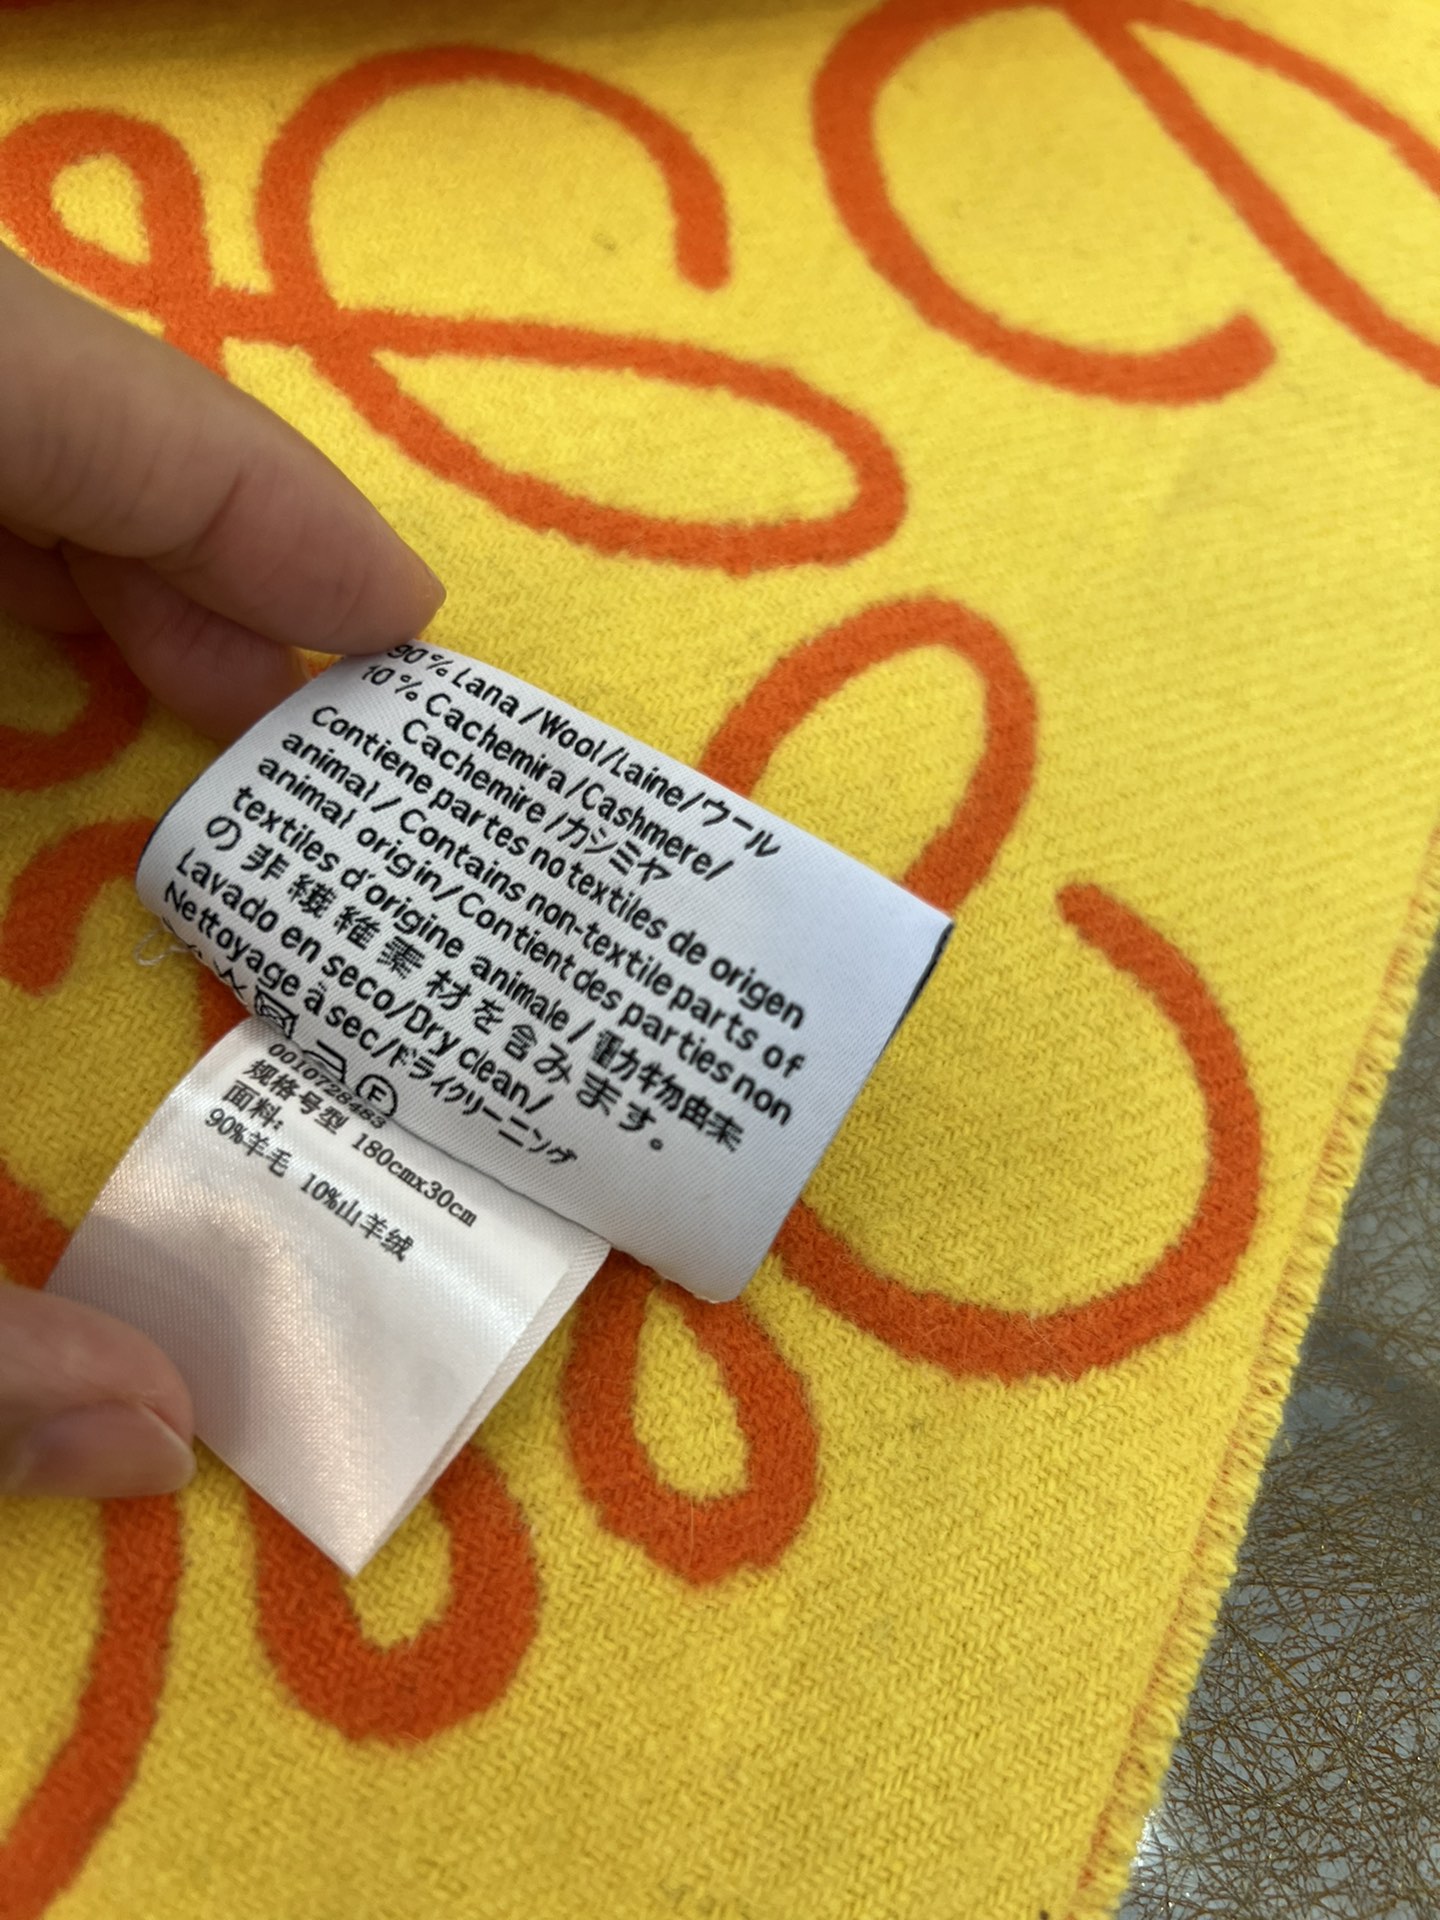 90% Lana/Wool/Laine/ウール
10% Cachemira/Cashmere/
Cachemire/カシミヤ
Contiene partes no textiles de origen
animal/Contains non-textile parts of
animal origin/Contient des parties non
textiles d'origine animale/動物由来
の非繊維素材を含みます。
Lavado en seco/Dry clean/
Nettoyage à sec/ドライクリーニング
F
0010728483
规格号型 180cmx30cm
面料:
90%羊毛 10%山羊绒